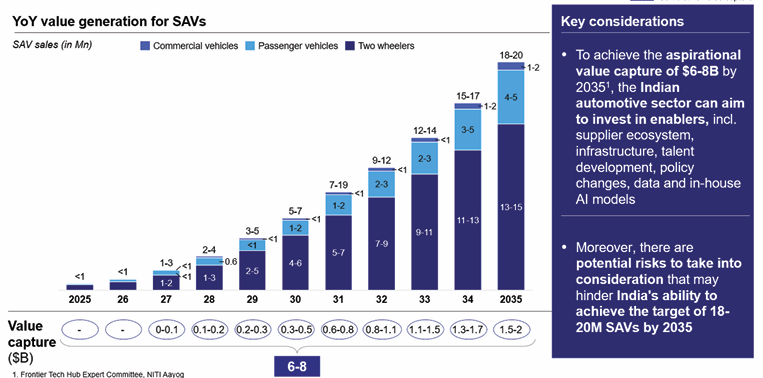 YoY value generation for SAVs
SAV sales (in Mn)
Commercial vehicles
Passenger vehicles
Two wheelers
18-20
1-2
4-5
13-15
15-17
1-2
3-5
11-13
12-14
<1
2-3
9-11
9-12
<1
2-3
7-9
7-19
<1
1-2
5-7
5-7
<1
1-2
4-6
3-5
<1
<1
2-5
2-4
0.6
1-3
1-3
<1
<1
1-2
<1
<1
2025 26 27 28 29 30 31 32 33 34 2035
Value
capture
($B)
- - 0-0.1 0.1-0.2 0.2-0.3 0.3-0.5 0.6-0.8 0.8-1.1 1.1-1.5 1.3-1.7 1.5-2
6-8
1. Frontier Tech Hub Expert Committee, NITI Aayog
Key considerations
• To achieve the aspirational
value capture of $6-8B by
2035¹, the Indian
automotive sector can aim
to invest in enablers, incl.
supplier ecosystem,
infrastructure, talent
development, policy
changes, data and in-house
AI models
• Moreover, there are
potential risks to take into
consideration that may
hinder India's ability to
achieve the target of 18-
20M SAVs by 2035